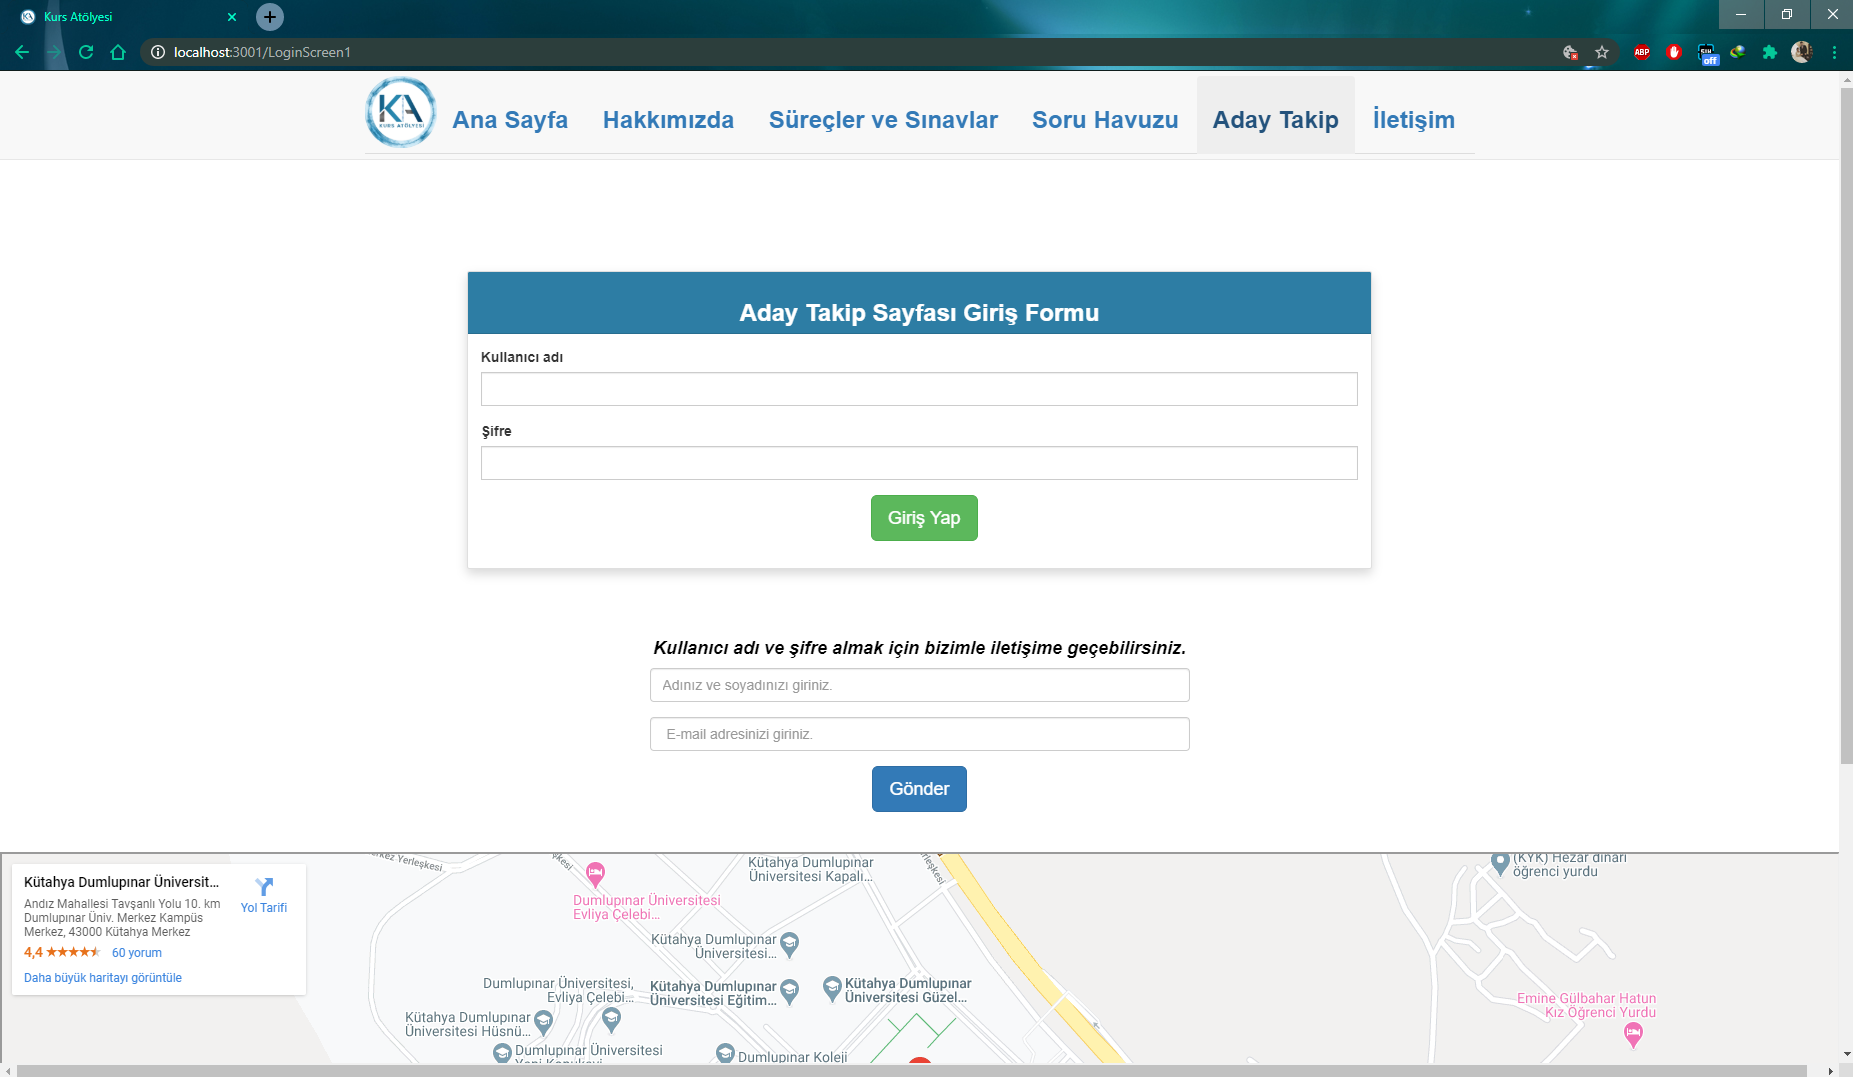 Kurs Atölyesi
localhost:3001/LoginScreen1
ABP
off
KA
KURS ATÖLYESİ
Ana Sayfa
Hakkımızda
Süreçler ve Sınavlar
Soru Havuzu
Aday Takip
İletişim
Aday Takip Sayfası Giriş Formu
Kullanıcı adı
Şifre
Giriş Yap
Kullanıcı adı ve şifre almak için bizimle iletişime geçebilirsiniz.
Adınız ve soyadınızı giriniz.
E-mail adresinizi giriniz.
Gönder
Kütahya Dumlupınar Üniversit...
Andız Mahallesi Tavşanlı Yolu 10. km
Dumlupınar Üniv. Merkez Kampüs
Merkez, 43000 Kütahya Merkez
4,4
60 yorum
Daha büyük haritayı görüntüle
Yol Tarifi
Yerleşkesi
Dumlupınar Üniversitesi
Evliya Çelebi...
Kütahya Dumlupınar
Üniversitesi Kapalı...
Kütahya Dumlupınar
Üniversitesi...
Dumlupınar Üniversitesi,
Evliya Çelebi...
Kütahya Dumlupınar
Üniversitesi Eğitim...
Kütahya Dumlupınar
Üniversitesi Güzel...
Kütahya Dumlupınar
Üniversitesi Hüsnü...
Dumlupınar Üniversitesi
Dumlupınar Koleji
(KYK) Hezar dinari
öğrenci yurdu
Emine Gülbahar Hatun
Kız Öğrenci Yurdu